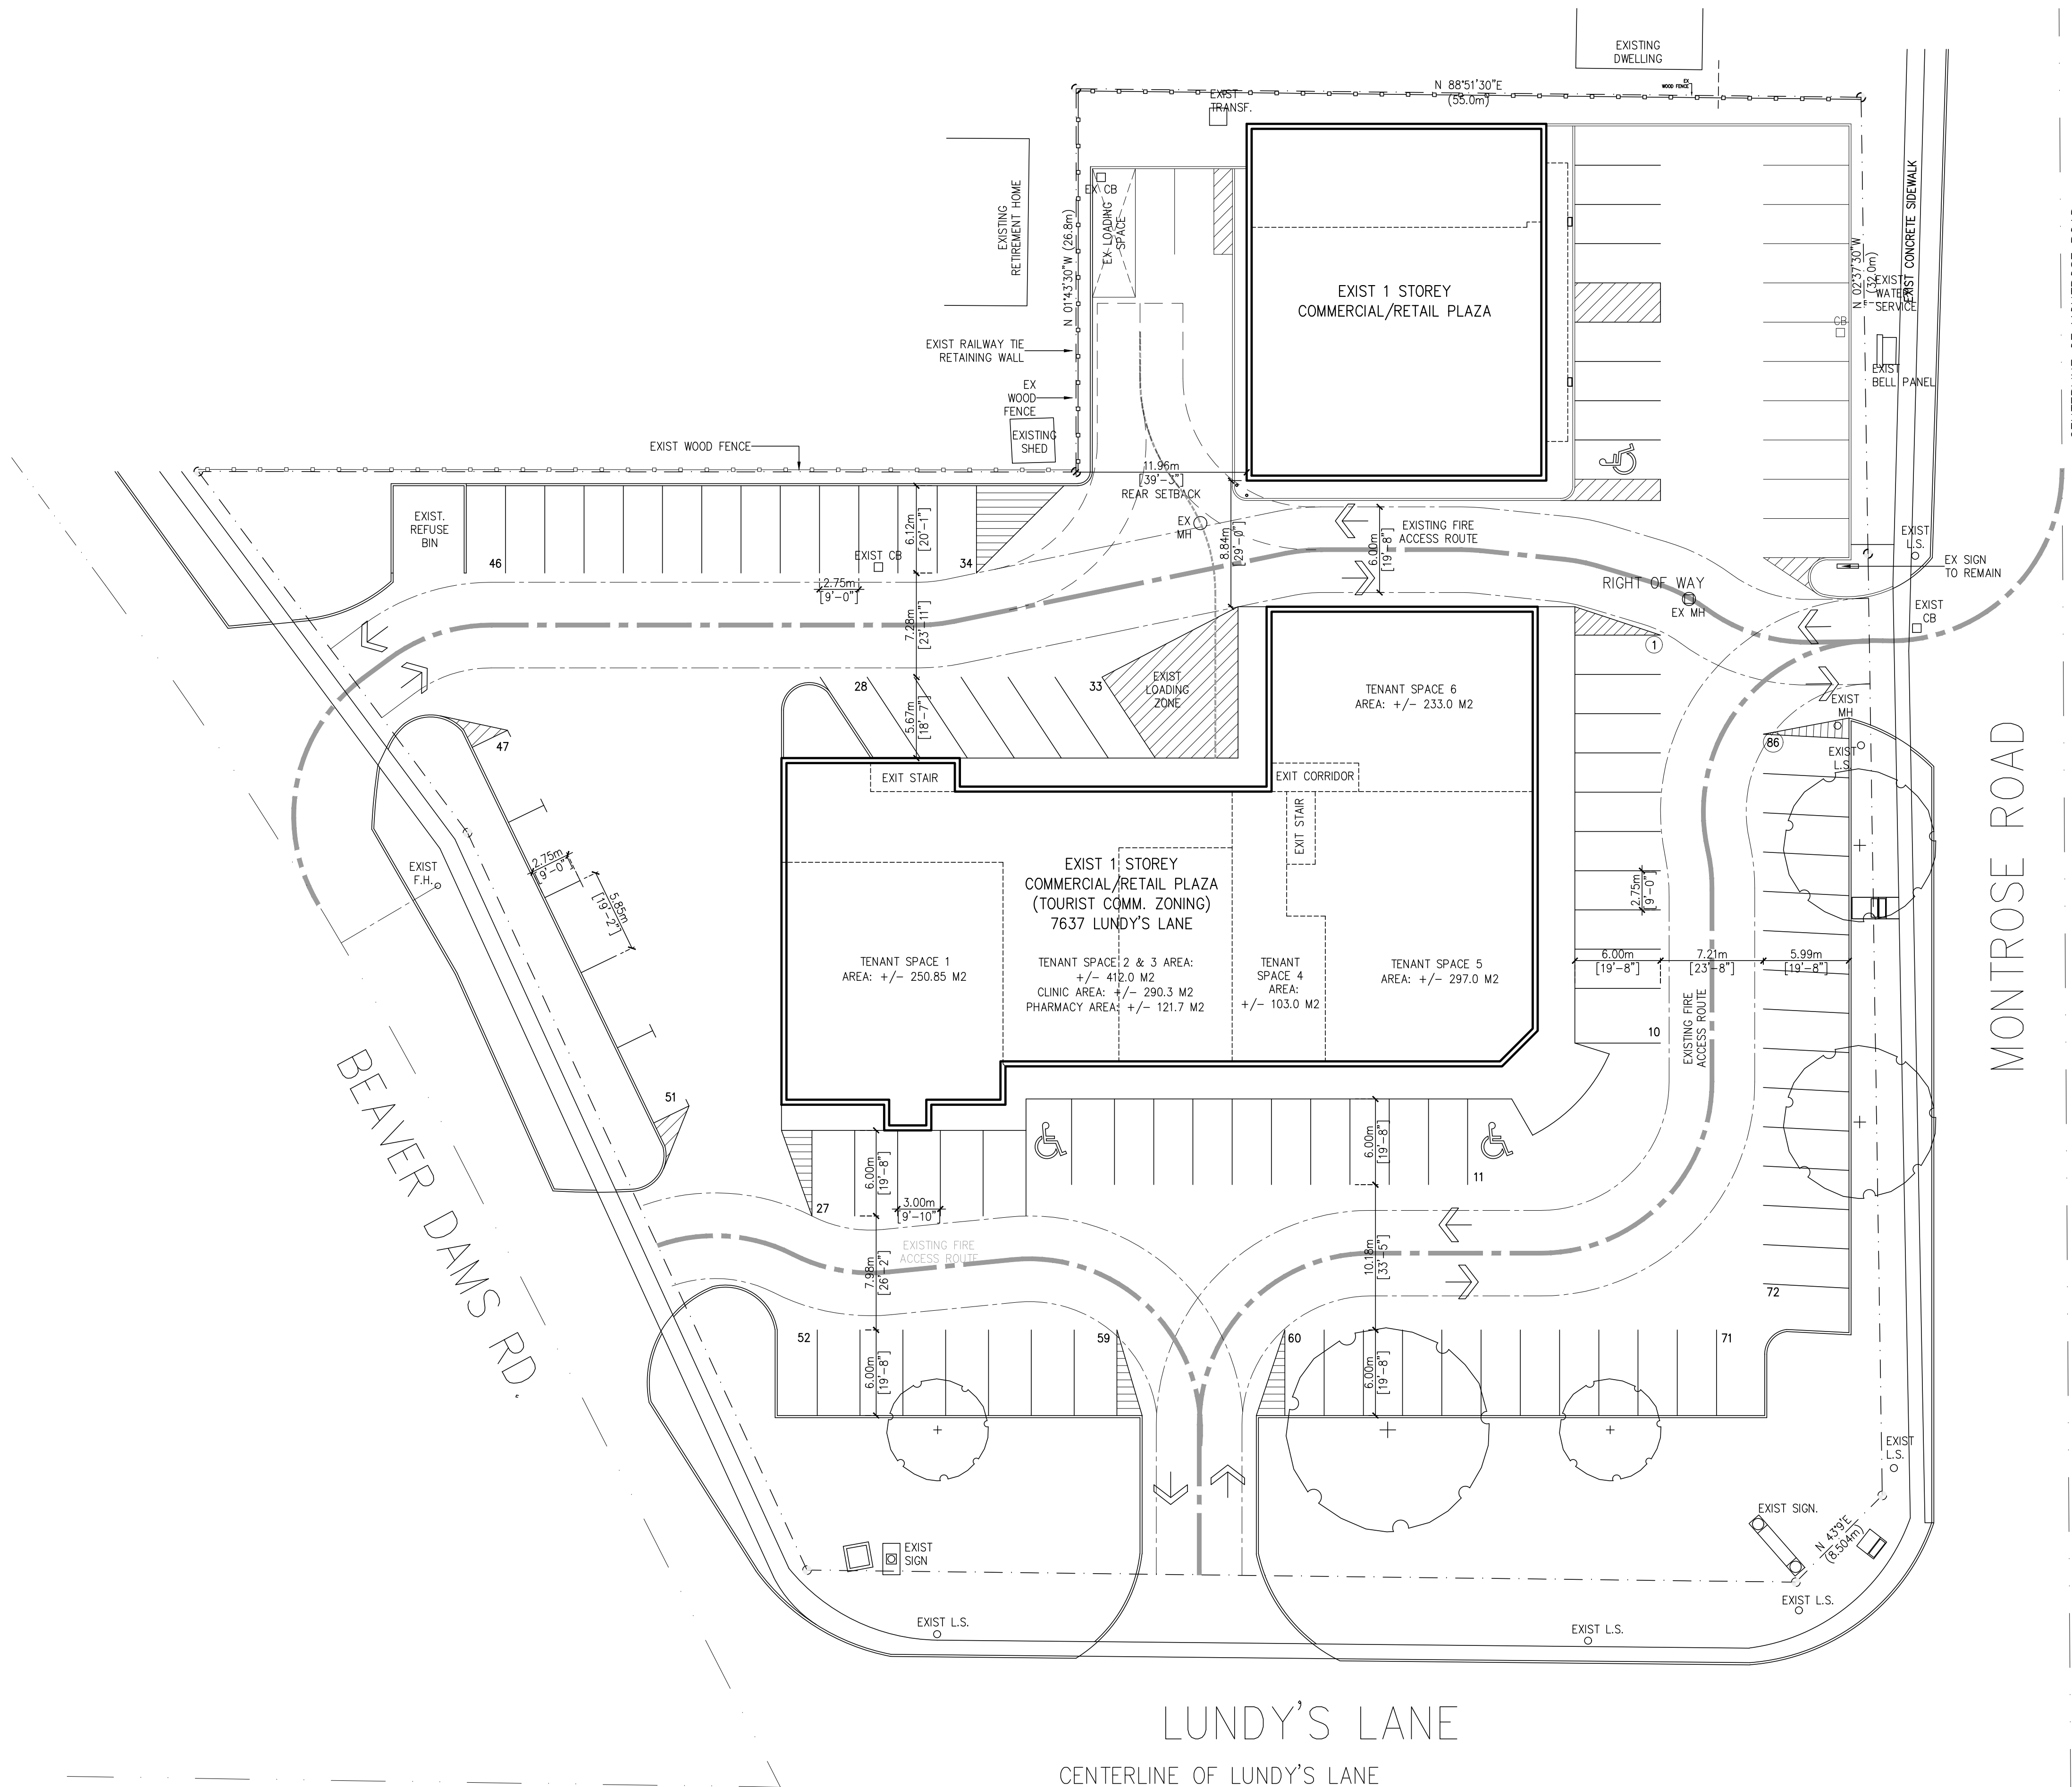 EXISTING
DWELLING
N 88°51'30"E
(55.0m)
EX
WOOD FENCE
EXIST
TRANSF.
EXISTING
RETIREMENT HOME
N 01°43'30"W (26.8m)
EX CB
EX LOADING
SPACE
EXIST 1 STOREY
COMMERCIAL/RETAIL PLAZA
N 02°37'30"W
(32.0m)
EXIST CONCRETE SIDEWALK
EXIST
WATER
SERVICE
CB
EXIST
BELL PANEL
EXIST RAILWAY TIE
RETAINING WALL
EX
WOOD
FENCE
EXISTING
SHED
EXIST WOOD FENCE
11.96m
[39'-3"]
REAR SETBACK
EXIST.
REFUSE
BIN
46
34
EXIST CB
6.12m
[20'-1"]
2.75m
[9'-0"]
7.28m
[23'-11"]
EX
MH
8.84m
[29'-0"]
6.00m
[19'-8"]
EXISTING FIRE
ACCESS ROUTE
RIGHT OF WAY
EX MH
EXIST
L.S.
EX SIGN
TO REMAIN
EXIST
CB
1
28
33
5.67m
[18'-7"]
EXIST
LOADING
ZONE
TENANT SPACE 6
AREA: +/- 233.0 M2
EXIST
MH
86
EXIST
L.S.
47
EXIT STAIR
EXIT CORRIDOR
EXIT STAIR
EXIST
F.H.
2.75m
[9'-0"]
5.85m
[19'-2"]
EXIST 1 STOREY
COMMERCIAL/RETAIL PLAZA
(TOURIST COMM. ZONING)
7637 LUNDY'S LANE
2.75m
[9'-0"]
TENANT SPACE 1
AREA: +/- 250.85 M2
TENANT SPACE 2 & 3 AREA:
+/- 412.0 M2
CLINIC AREA: +/- 290.3 M2
PHARMACY AREA: +/- 121.7 M2
TENANT
SPACE 4
AREA:
+/- 103.0 M2
TENANT SPACE 5
AREA: +/- 297.0 M2
6.00m
[19'-8"]
7.21m
[23'-8"]
5.99m
[19'-8"]
10
EXISTING FIRE
ACCESS ROUTE
MONTROSE ROAD
BEAVER DAMS RD.
51
6.00m
[19'-8"]
27
3.00m
[9'-10"]
6.00m
[19'-8"]
11
EXISTING FIRE
ACCESS ROUTE
7.98m
[26'-2"]
10.18m
[33'-5"]
72
52
59
60
71
6.00m
[19'-8"]
6.00m
[19'-8"]
EXIST
L.S.
EXIST SIGN.
N 43°9'E
(8.504m)
EXIST
SIGN
EXIST L.S.
EXIST L.S.
EXIST L.S.
LUNDY'S LANE
CENTERLINE OF LUNDY'S LANE